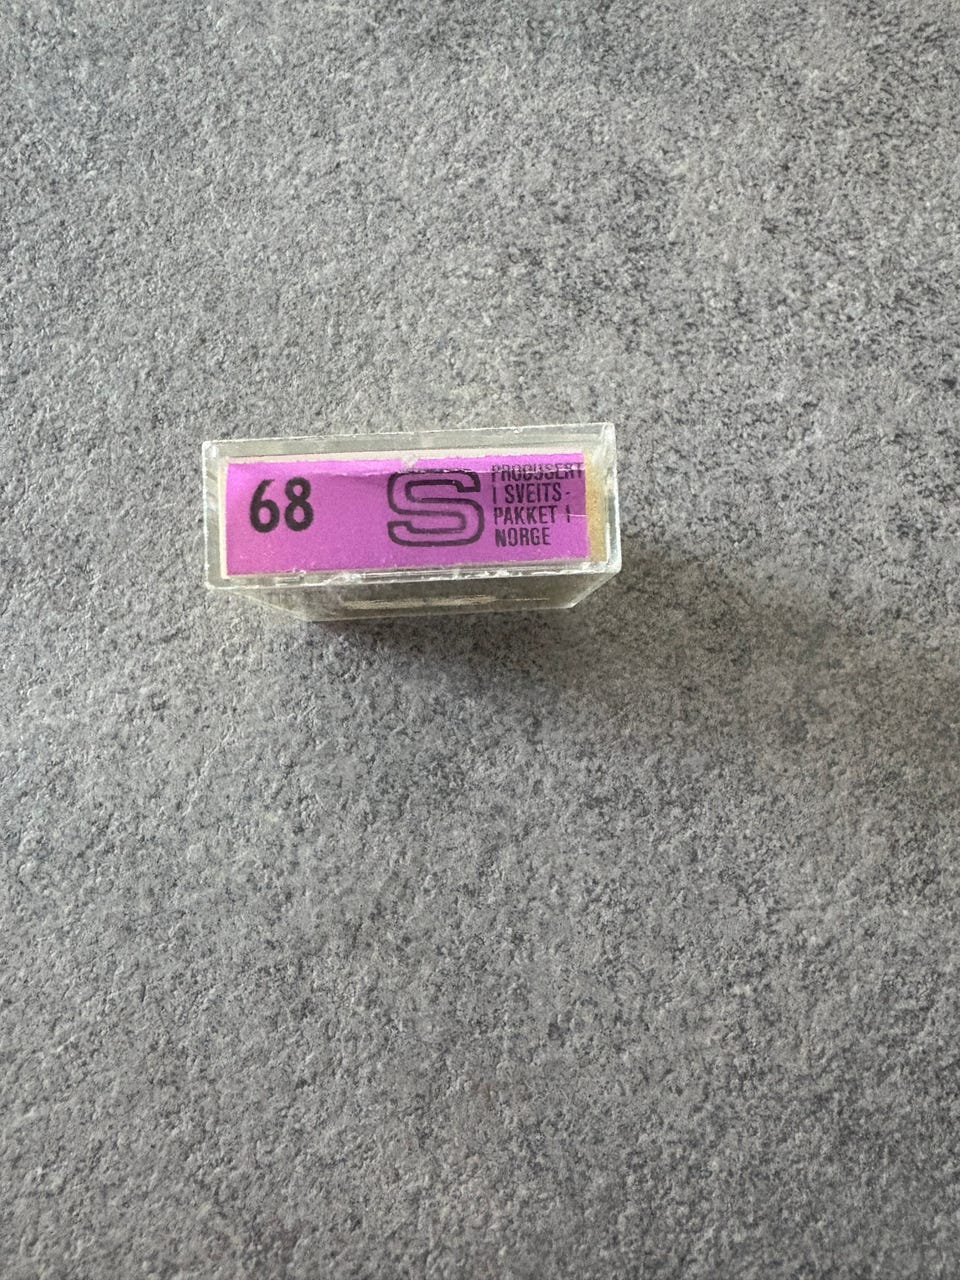 68
S
PRODUSERT
I SVEITS-
PAKKET I
NORGE